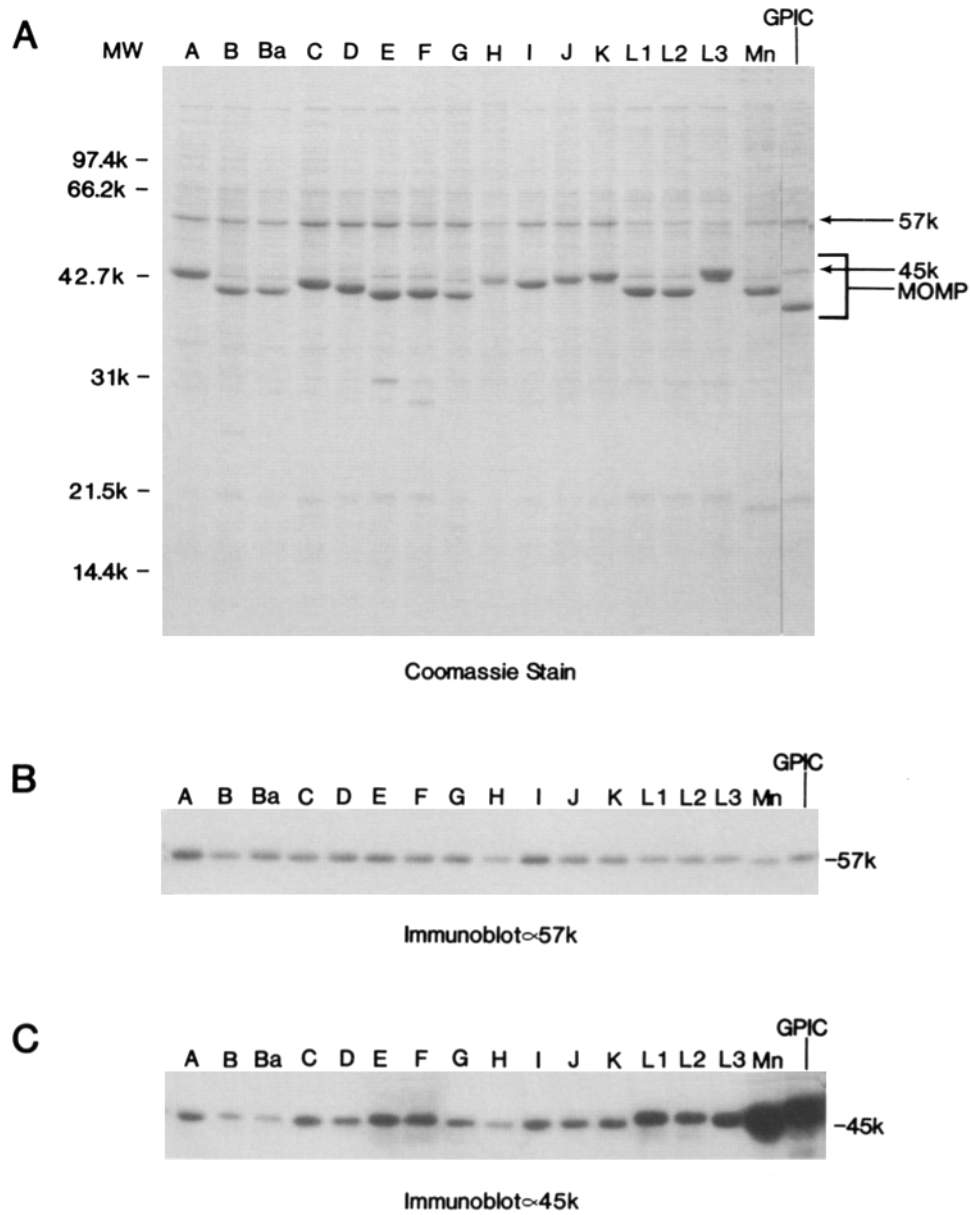 A
GPIC
MW A B Ba C D E F G H I J K L1 L2 L3 Mn
97.4k –
66.2k –
57k
42.7k –
45k
MOMP
31k –
21.5k –
14.4k –
Coomassie Stain
B
GPIC
A B Ba C D E F G H I J K L1 L2 L3 Mn
-57k
Immunoblot∝57k
C
GPIC
A B Ba C D E F G H I J K L1 L2 L3 Mn
-45k
Immunoblot∝45k